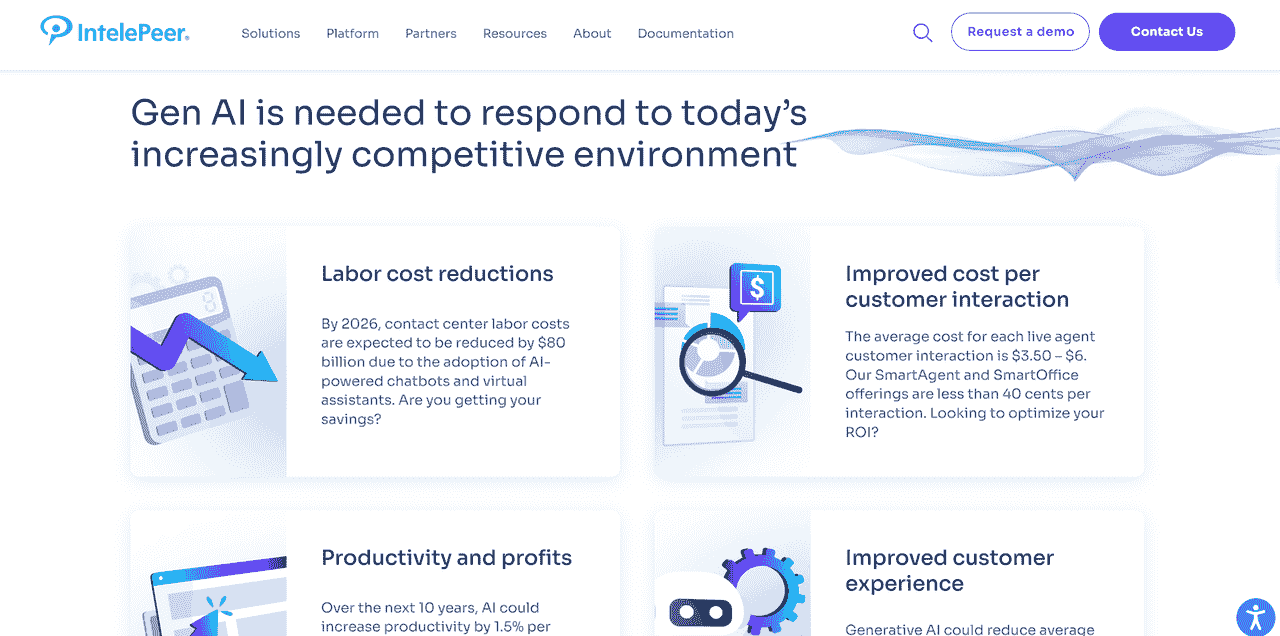 IntelePeer®
Solutions
Platform
Partners
Resources
About
Documentation
Request a demo
Contact Us
Gen AI is needed to respond to today’s
increasingly competitive environment
Labor cost reductions
By 2026, contact center labor costs
are expected to be reduced by $80
billion due to the adoption of AI-
powered chatbots and virtual
assistants. Are you getting your
savings?
$
Improved cost per
customer interaction
The average cost for each live agent
customer interaction is $3.50 – $6.
Our SmartAgent and SmartOffice
offerings are less than 40 cents per
interaction. Looking to optimize your
ROI?
Productivity and profits
Over the next 10 years, AI could
increase productivity by 1.5% per
Improved customer
experience
Generative AI could reduce average